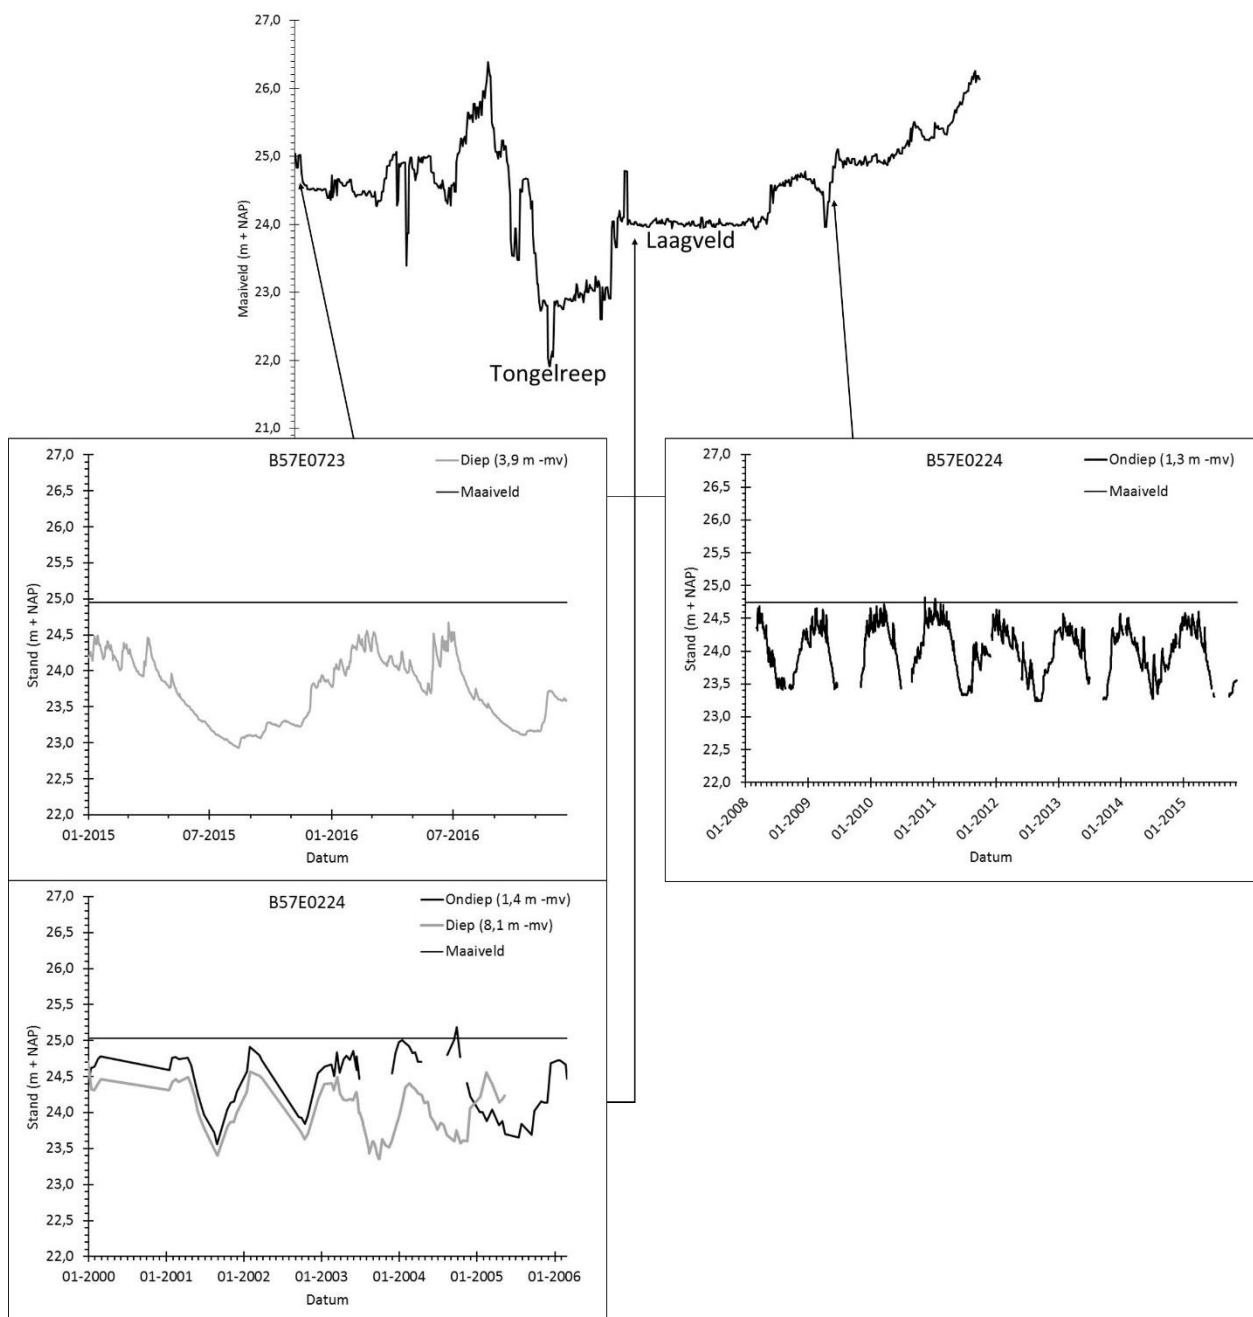 27,0
26,0
25,0
24,0
23,0
22,0
21,0
Maaiveld (m + NAP)
Laagveld
Tongelreep
B57E0723
Diep (3,9 m -mv)
Maaiveld
27,0
26,5
26,0
25,5
25,0
24,5
24,0
23,5
23,0
22,5
22,0
Stand (m + NAP)
01-2015 07-2015 01-2016 07-2016
Datum
B57E0224
Ondiep (1,3 m -mv)
Maaiveld
27,0
26,5
26,0
25,5
25,0
24,5
24,0
23,5
23,0
22,5
22,0
Stand (m + NAP)
01-2008 01-2009 01-2010 01-2011 01-2012 01-2013 01-2014 01-2015
Datum
B57E0224
Ondiep (1,4 m -mv)
Diep (8,1 m -mv)
Maaiveld
27,0
26,5
26,0
25,5
25,0
24,5
24,0
23,5
23,0
22,5
22,0
Stand (m + NAP)
01-2000 01-2001 01-2002 01-2003 01-2004 01-2005 01-2006
Datum